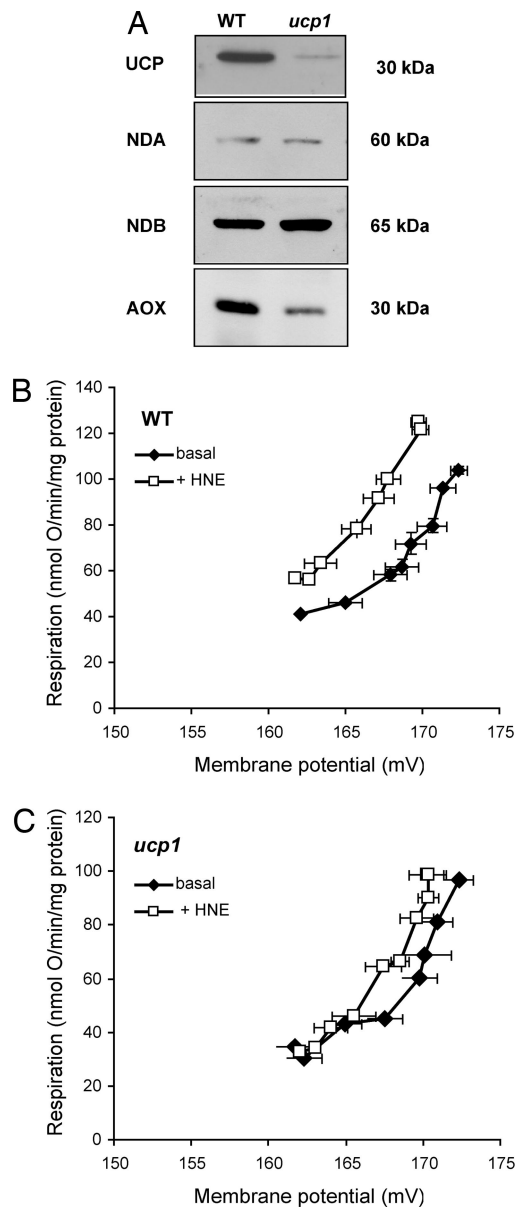 A
WT ucp1
UCP 30 kDa
NDA 60 kDa
NDB 65 kDa
AOX 30 kDa
B
Respiration (nmol O/min/mg protein)
140
120
100
80
60
40
20
0
WT
basal
+ HNE
150 155 160 165 170 175
Membrane potential (mV)
C
Respiration (nmol O/min/mg protein)
120
100
80
60
40
20
0
ucp1
basal
+ HNE
150 155 160 165 170 175
Membrane potential (mV)